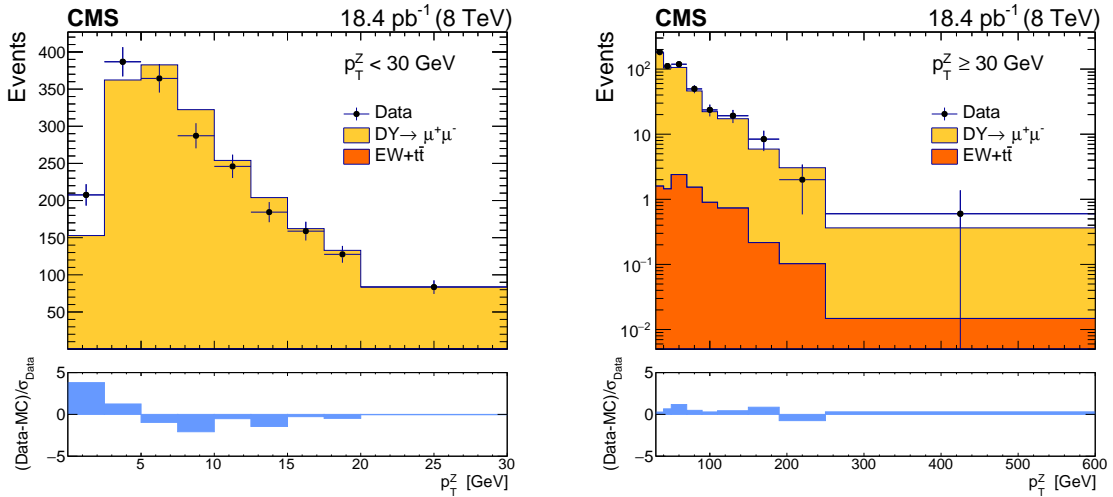 CMS 18.4 pb⁻¹ (8 TeV)
Events
400
350
300
250
200
150
100
50
p_T^Z < 30 GeV
Data
DY→ μ⁺μ⁻
EW+tt̄
(Data-MC)/σ_Data
5
0
−5
5 10 15 20 25 30
p_T^Z [GeV]
CMS 18.4 pb⁻¹ (8 TeV)
Events
10²
10
1
10⁻¹
10⁻²
p_T^Z ≥ 30 GeV
Data
DY→ μ⁺μ⁻
EW+tt̄
(Data-MC)/σ_Data
5
0
−5
100 200 300 400 500 600
p_T^Z [GeV]